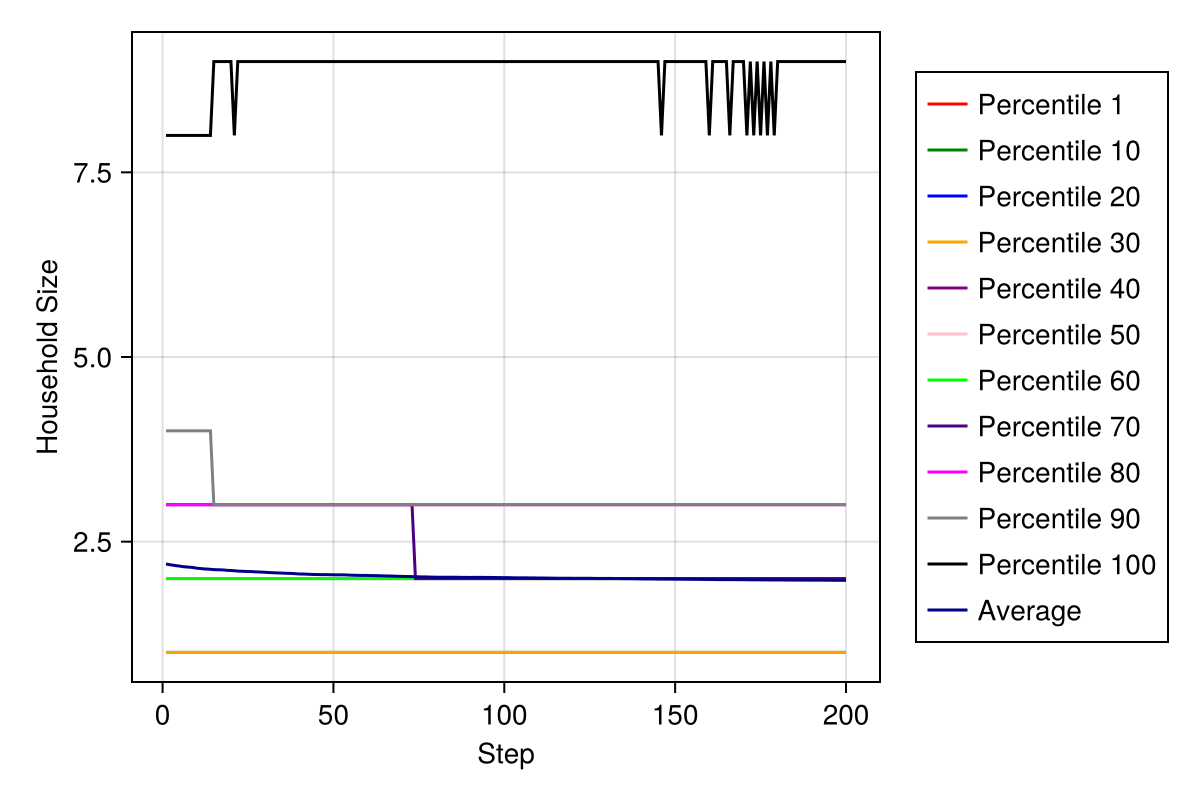 7.5
5.0
2.5
Household Size
0 50 100 150 200
Step
Percentile 1
Percentile 10
Percentile 20
Percentile 30
Percentile 40
Percentile 50
Percentile 60
Percentile 70
Percentile 80
Percentile 90
Percentile 100
Average